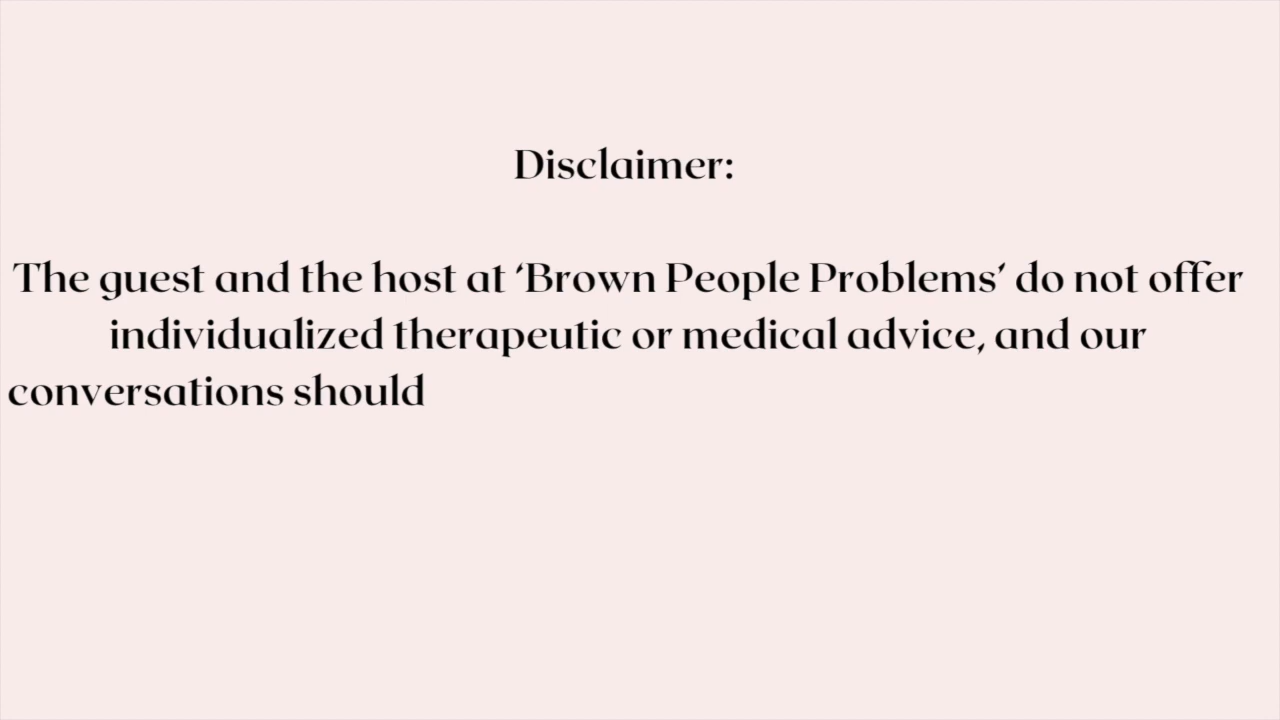 Disclaimer:
The guest and the host at ‘Brown People Problems’ do not offer
individualized therapeutic or medical advice, and our
conversations should